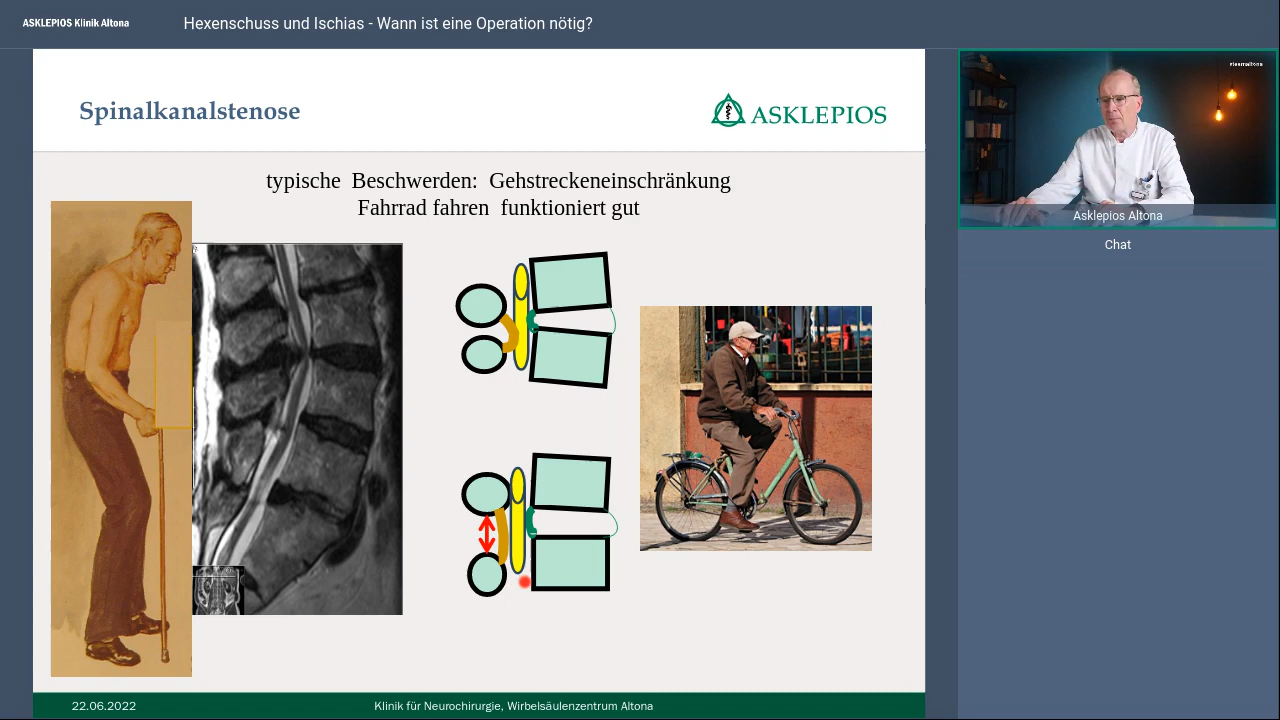 ASKLEPIOS Klinik Altona
Hexenschuss und Ischias - Wann ist eine Operation nötig?
Spinalkanalstenose
ASKLEPIOS
typische Beschwerden: Gehstreckeneinschränkung
Fahrrad fahren funktioniert gut
Asklepios Altona
Chat
22.06.2022
Klinik für Neurochirurgie, Wirbelsäulenzentrum Altona